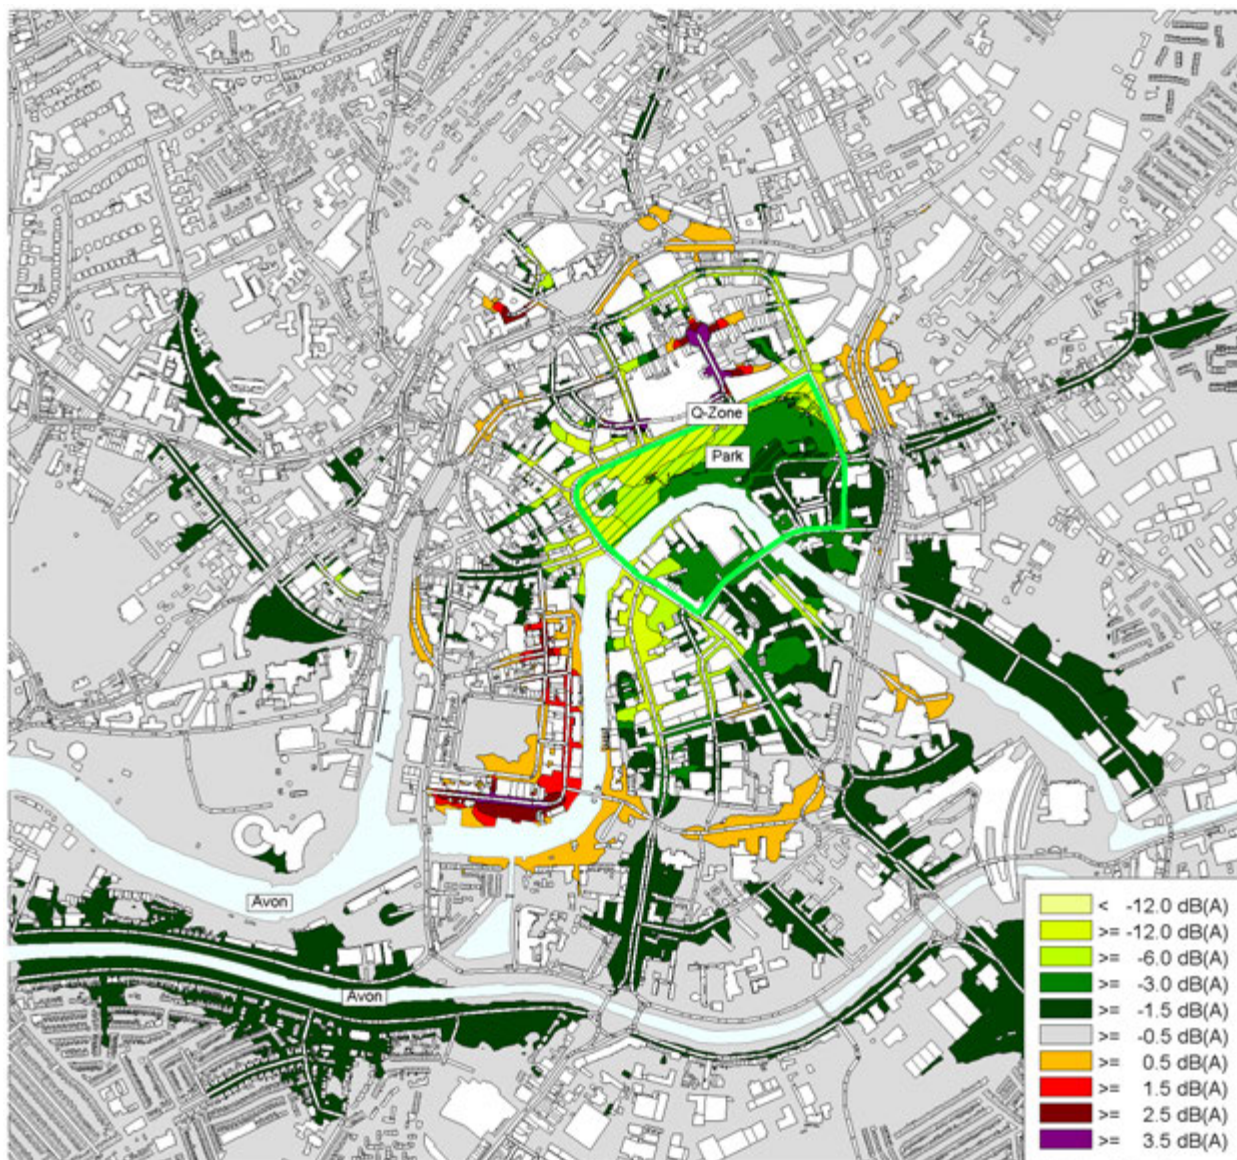 Q-Zone
Park
Avon
Avon
< -12.0 dB(A)
>= -12.0 dB(A)
>= -6.0 dB(A)
>= -3.0 dB(A)
>= -1.5 dB(A)
>= -0.5 dB(A)
>= 0.5 dB(A)
>= 1.5 dB(A)
>= 2.5 dB(A)
>= 3.5 dB(A)